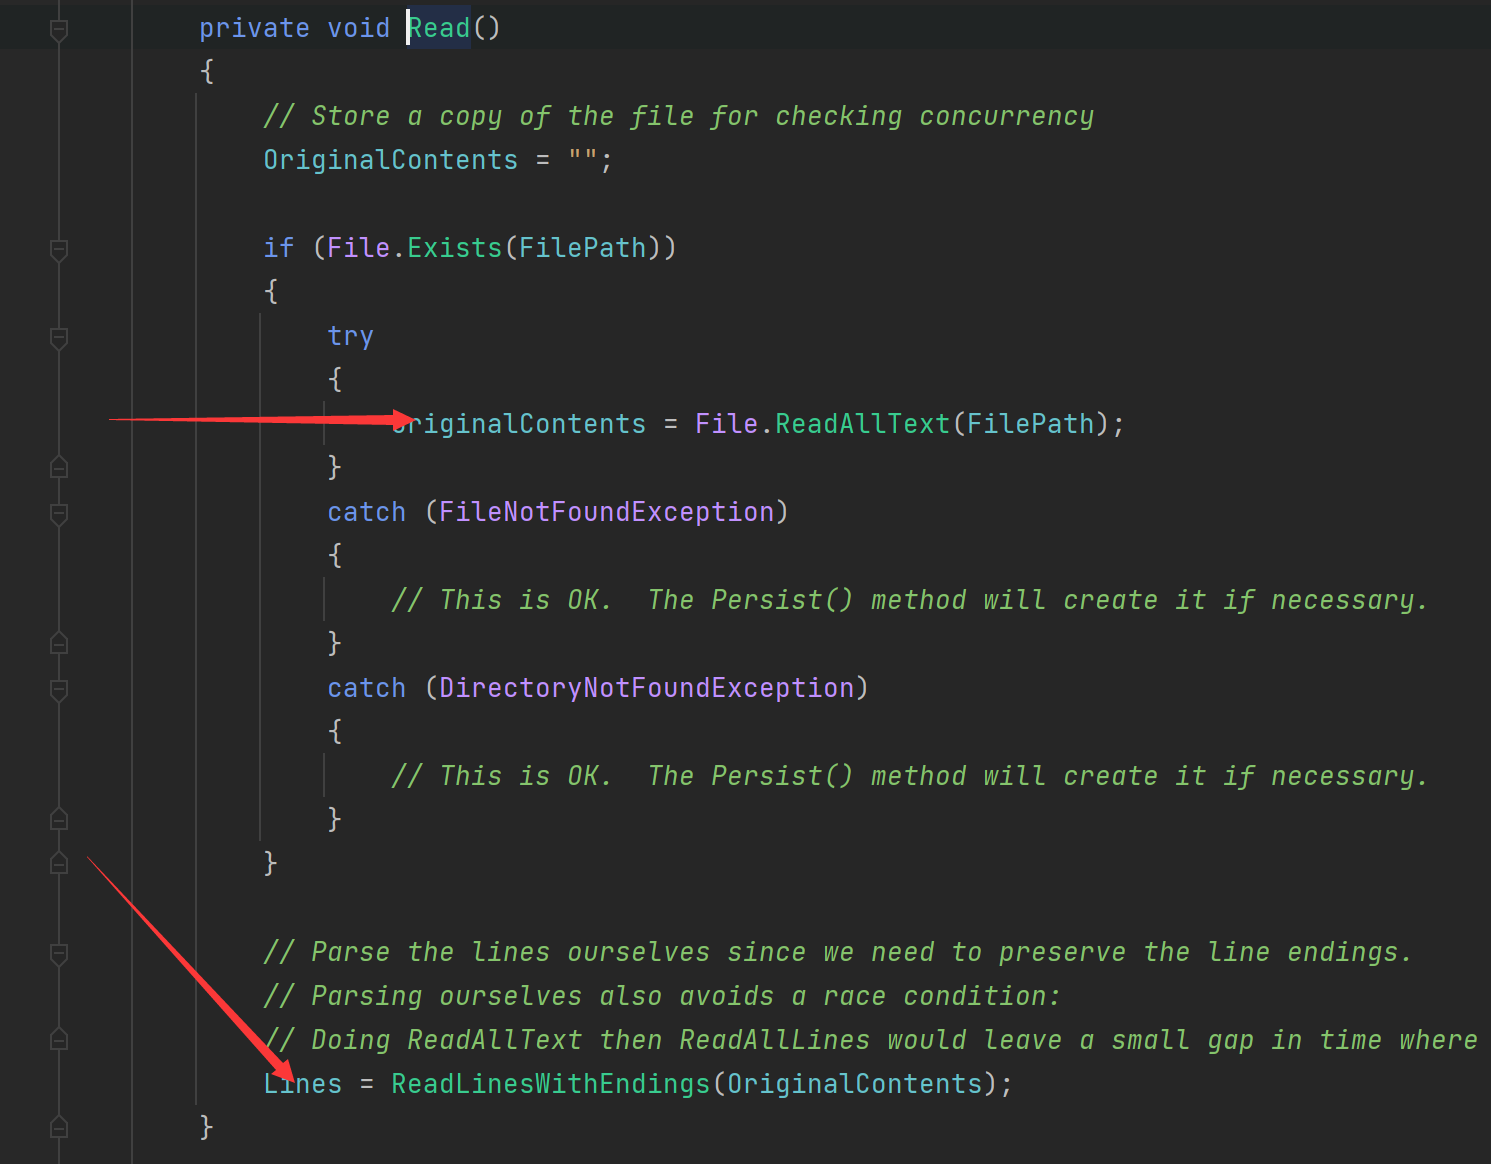 private void Read()
{
// Store a copy of the file for checking concurrency
OriginalContents = "";
if (File.Exists(FilePath))
{
try
{
OriginalContents = File.ReadAllText(FilePath);
}
catch (FileNotFoundException)
{
// This is OK.  The Persist() method will create it if necessary.
}
catch (DirectoryNotFoundException)
{
// This is OK.  The Persist() method will create it if necessary.
}
}
// Parse the lines ourselves since we need to preserve the line endings.
// Parsing ourselves also avoids a race condition:
// Doing ReadAllText then ReadAllLines would leave a small gap in time where
Lines = ReadLinesWithEndings(OriginalContents);
}